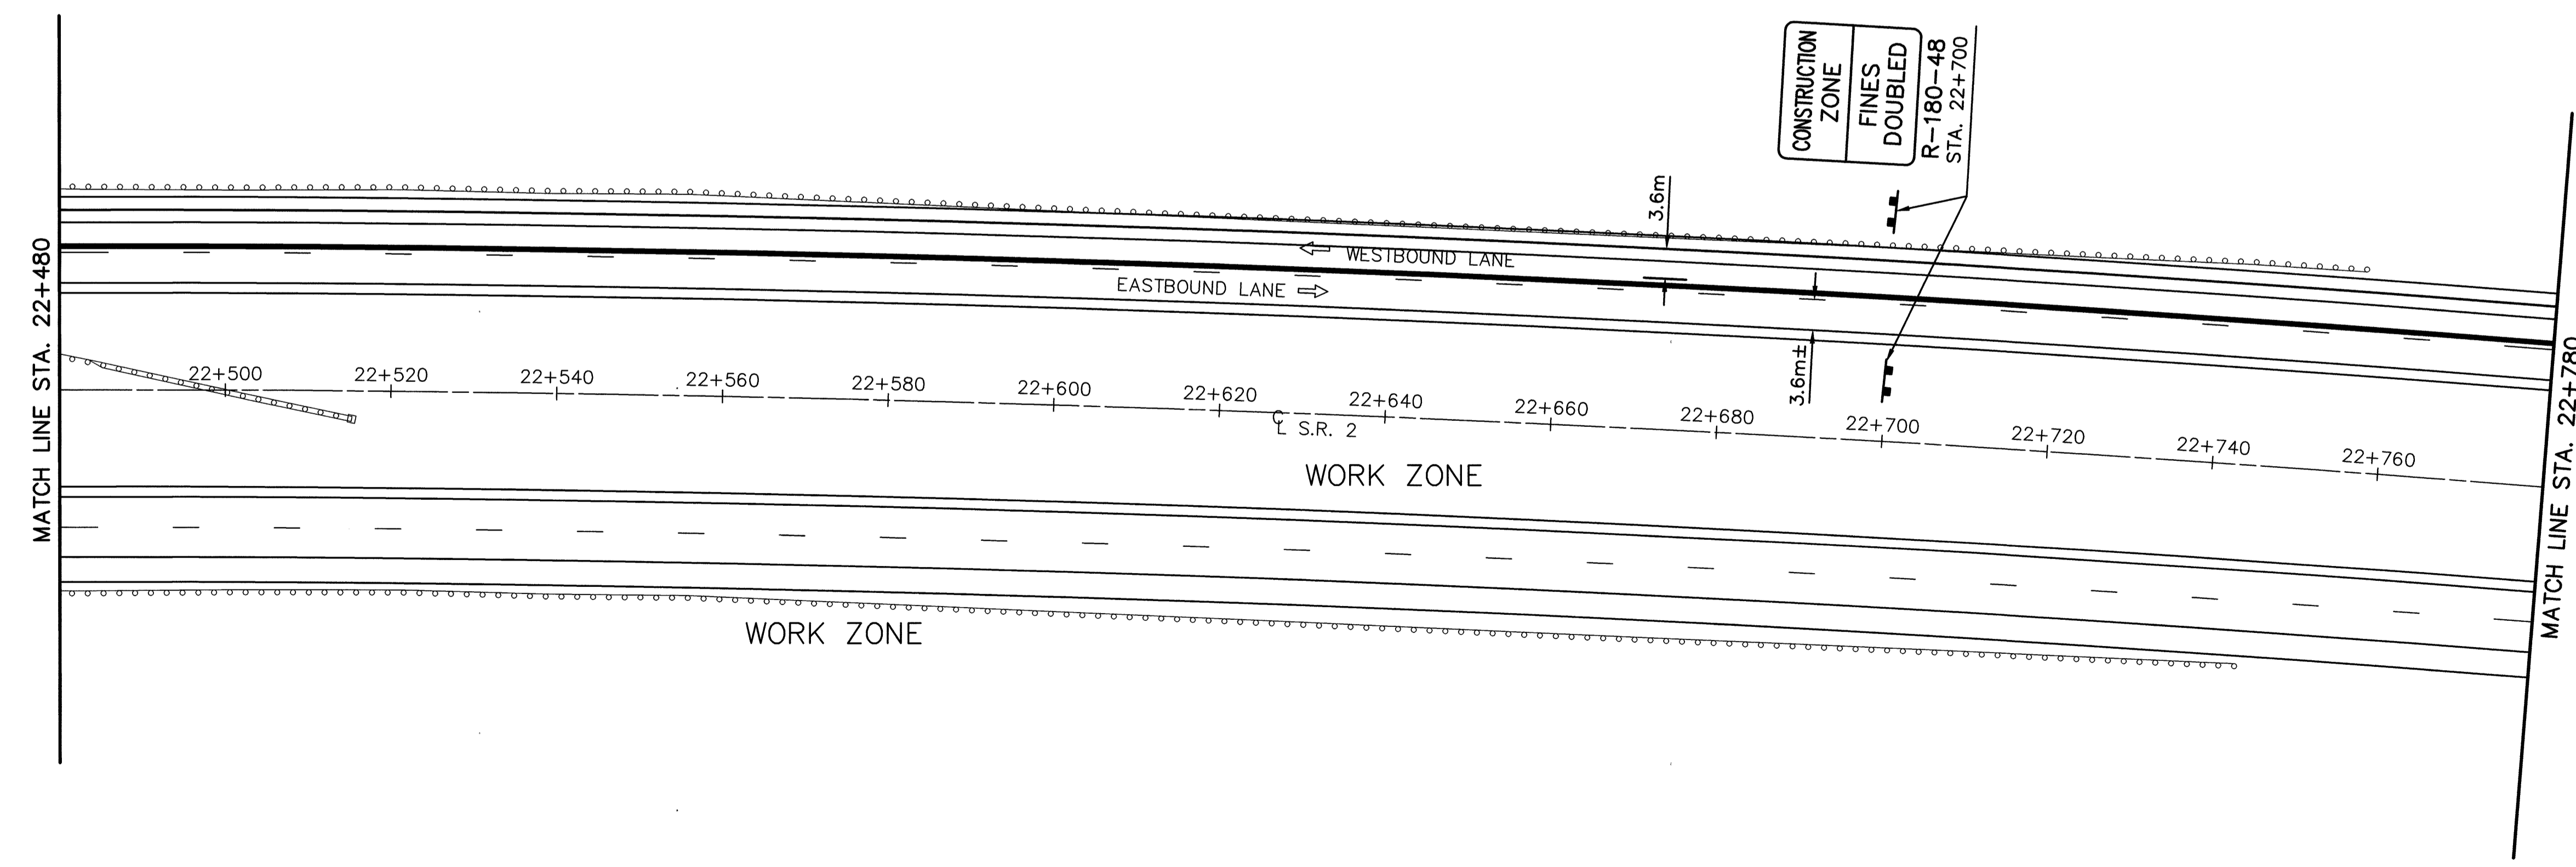 CONSTRUCTION
ZONE
FINES
DOUBLED
R-180-48
STA. 22+700
3.6m
WESTBOUND LANE
EASTBOUND LANE
3.6m±
MATCH LINE STA. 22+480
22+500
22+520
22+540
22+560
22+580
22+600
22+620
22+640
22+660
22+680
22+700
22+720
22+740
22+760
℄ S.R. 2
WORK ZONE
WORK ZONE
MATCH LINE STA. 22+780